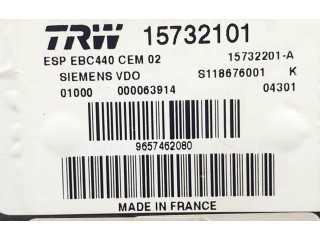 TRW 15732101
ESP EBC440 CEM 02 15732201-A
SIEMENS VDO S118676001 K
01000 000063914 04301
9657462080
MADE IN FRANCE